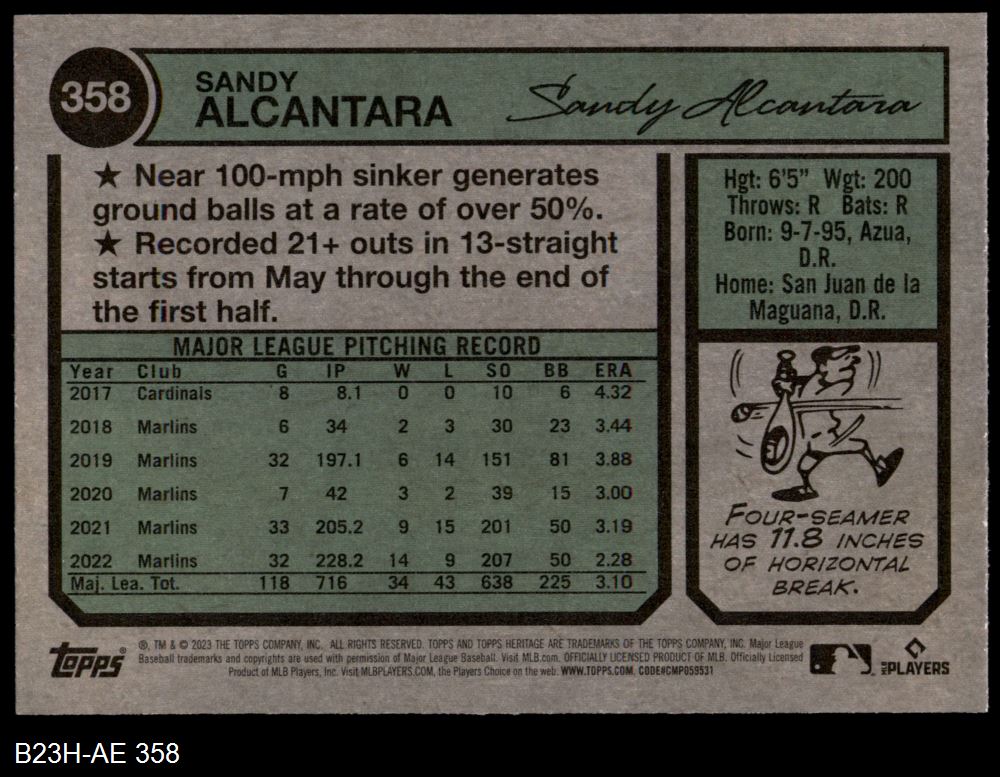 358
SANDY
ALCANTARA
Sandy Alcantara
★ Near 100-mph sinker generates
ground balls at a rate of over 50%.
★ Recorded 21+ outs in 13-straight
starts from May through the end of
the first half.
Hgt: 6'5” Wgt: 200
Throws: R Bats: R
Born: 9-7-95, Azua,
D.R.
Home: San Juan de la
Maguana, D.R.
MAJOR LEAGUE PITCHING RECORD
Year Club G IP W L SO BB ERA
2017 Cardinals 8 8.1 0 0 10 6 4.32
2018 Marlins 6 34 2 3 30 23 3.44
2019 Marlins 32 197.1 6 14 151 81 3.88
2020 Marlins 7 42 3 2 39 15 3.00
2021 Marlins 33 205.2 9 15 201 50 3.19
2022 Marlins 32 228.2 14 9 207 50 2.28
Maj. Lea. Tot. 118 716 34 43 638 225 3.10
FOUR-SEAMER
HAS 11.8 INCHES
OF HORIZONTAL
BREAK.
topps®
®, TM & © 2023 THE TOPPS COMPANY, INC. ALL RIGHTS RESERVED. TOPPS AND TOPPS HERITAGE ARE TRADEMARKS OF THE TOPPS COMPANY, INC. Major League
Baseball trademarks and copyrights are used with permission of Major League Baseball. Visit MLB.com. OFFICIALLY LICENSED PRODUCT OF MLB. Officially Licensed
Product of MLB Players, Inc. Visit MLBPLAYERS.COM, the Players Choice on the web. WWW.TOPPS.COM. CODE#CMP059531
MLB PLAYERS
B23H-AE 358